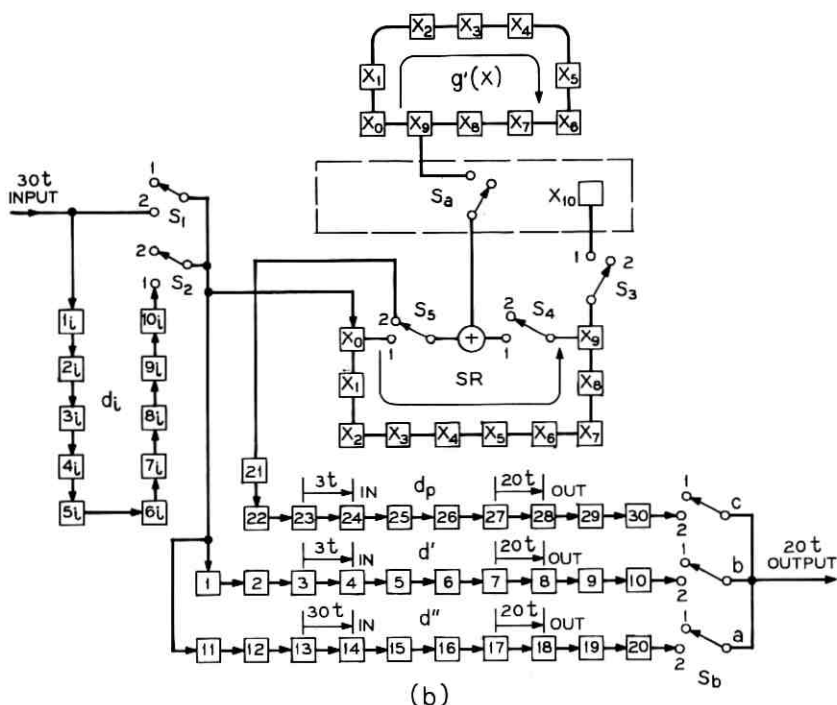 X2 X3 X4
X1 g'(X) X5
X0 X9 X8 X7 X6
30t
INPUT
1
2 S1
Sa
X10
2 S2
1
1 2
S3
1i 10i
2i 9i
3i di 8i
4i 7i
5i 6i
2 S5 2 S4
X0 1 + 1 X9
X1 SR X8
X2 X3 X4 X5 X6 X7
21
3t IN dp 20t OUT
22 23 24 25 26 27 28 29 30
1 2 c
3t IN d' 20t OUT
1 2 3 4 5 6 7 8 9 10
1 2 b
20t
OUTPUT
30t IN d" 20t OUT
11 12 13 14 15 16 17 18 19 20
1 2 a
Sb
(b)